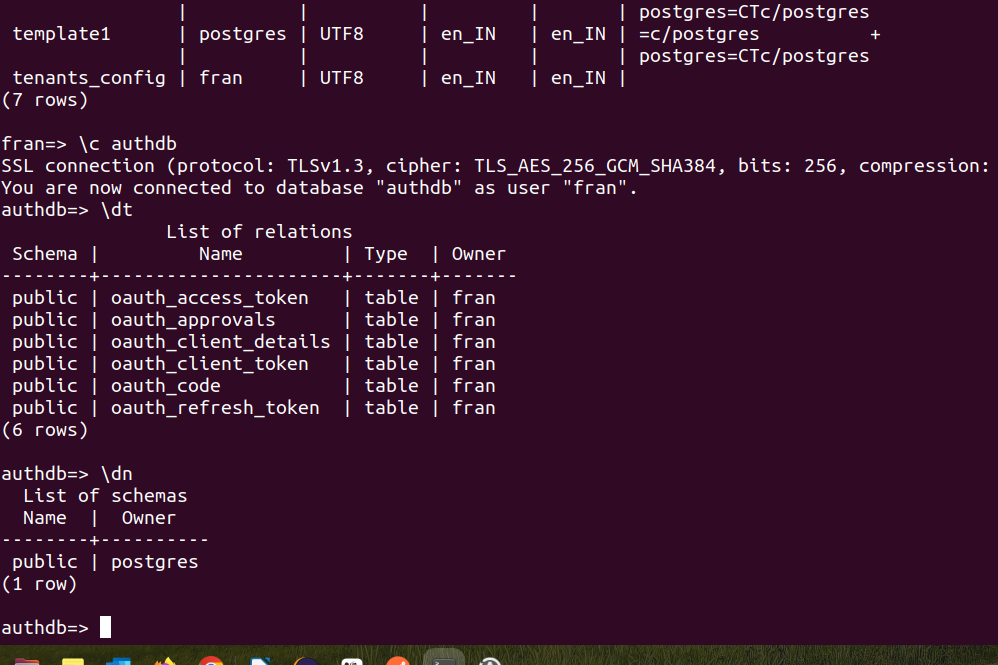 | | | | | postgres=CTc/postgres
template1 | postgres | UTF8 | en_IN | en_IN | =c/postgres +
| | | | | postgres=CTc/postgres
tenants_config | fran | UTF8 | en_IN | en_IN |
(7 rows)
fran=> \c authdb
SSL connection (protocol: TLSv1.3, cipher: TLS_AES_256_GCM_SHA384, bits: 256, compression:
You are now connected to database "authdb" as user "fran".
authdb=> \dt
List of relations
Schema | Name | Type | Owner
--------+----------------------+-------+-------
public | oauth_access_token | table | fran
public | oauth_approvals | table | fran
public | oauth_client_details | table | fran
public | oauth_client_token | table | fran
public | oauth_code | table | fran
public | oauth_refresh_token | table | fran
(6 rows)
authdb=> \dn
List of schemas
Name | Owner
--------+----------
public | postgres
(1 row)
authdb=>